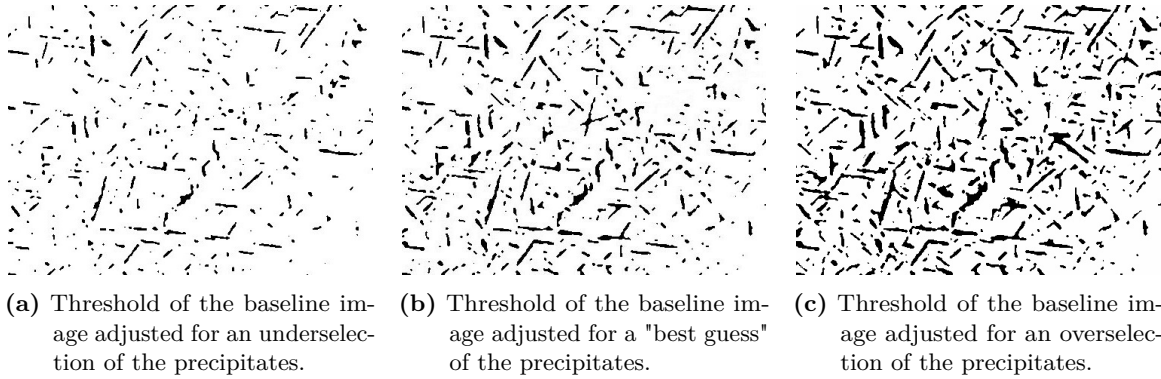 (a) Threshold of the baseline im-
age adjusted for an underselec-
tion of the precipitates.
(b) Threshold of the baseline im-
age adjusted for a "best guess"
of the precipitates.
(c) Threshold of the baseline im-
age adjusted for an overselec-
tion of the precipitates.